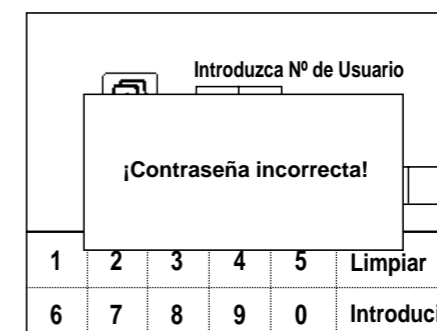 Introduzca Nº de Usuario
¡Contraseña incorrecta!
1 2 3 4 5 Limpiar
6 7 8 9 0 Introduci